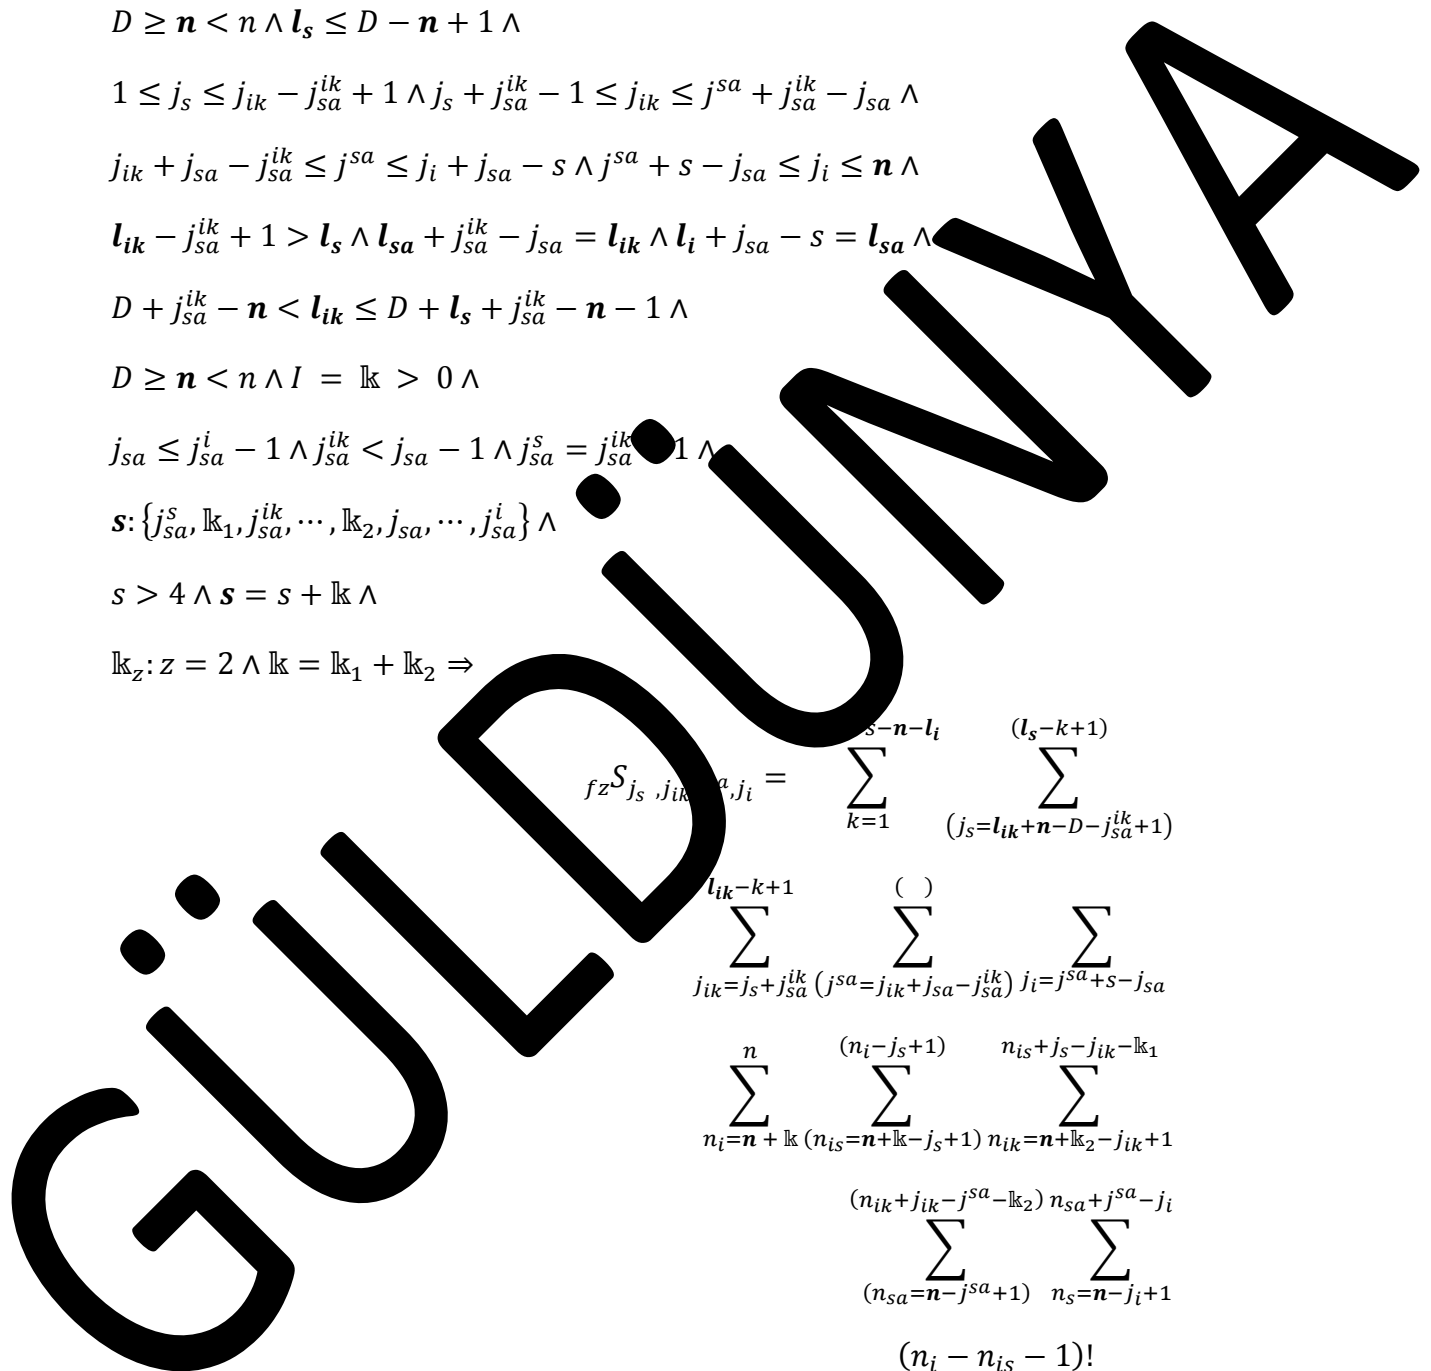 D ≥ n < n ∧ l_s ≤ D − n + 1 ∧
1 ≤ j_s ≤ j_ik − j_sa^ik + 1 ∧ j_s + j_sa^ik − 1 ≤ j_ik ≤ j^sa + j_sa^ik − j_sa ∧
j_ik + j_sa − j_sa^ik ≤ j^sa ≤ j_i + j_sa − s ∧ j^sa + s − j_sa ≤ j_i ≤ n ∧
l_ik − j_sa^ik + 1 > l_s ∧ l_sa + j_sa^ik − j_sa = l_ik ∧ l_i + j_sa − s = l_sa ∧
D + j_sa^ik − n < l_ik ≤ D + l_s + j_sa^ik − n − 1 ∧
D ≥ n < n ∧ I = 𝕜 > 0 ∧
j_sa ≤ j_sa^i − 1 ∧ j_sa^ik < j_sa − 1 ∧ j_sa^s = j_sa^ik 1 ∧
s: {j_sa^s, 𝕜_1, j_sa^ik, ⋯, 𝕜_2, j_sa, ⋯, j_sa^i} ∧
s > 4 ∧ s = s + 𝕜 ∧
𝕜_z: z = 2 ∧ 𝕜 = 𝕜_1 + 𝕜_2 ⇒
s−n−l_i (l_s−k+1)
fz S_{j_s ,j_ik a,j_i} = ∑ ∑
k=1 (j_s=l_ik+n−D−j_sa^ik+1)
l_ik−k+1 ( )
∑ ∑ ∑
j_ik=j_s+j_sa^ik (j^sa=j_ik+j_sa−j_sa^ik) j_i=j^sa+s−j_sa
n (n_i−j_s+1) n_is+j_s−j_ik−𝕜_1
∑ ∑ ∑
n_i=n+𝕜 (n_is=n+𝕜−j_s+1) n_ik=n+𝕜_2−j_ik+1
(n_ik+j_ik−j^sa−𝕜_2) n_sa+j^sa−j_i
∑ ∑
(n_sa=n−j^sa+1) n_s=n−j_i+1
(n_i − n_is − 1)!
GÜLDÜNYA